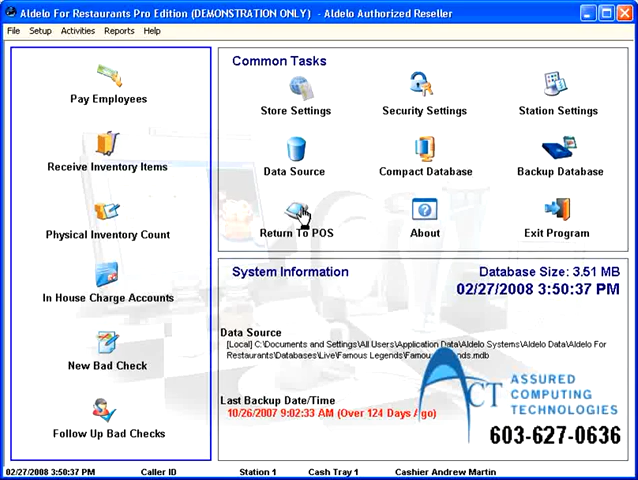 Aldelo For Restaurants Pro Edition (DEMONSTRATION ONLY)  - Aldelo Authorized Reseller
File Setup Activities Reports Help
Pay Employees
Receive Inventory Items
Physical Inventory Count
In House Charge Accounts
New Bad Check
Follow Up Bad Checks
Common Tasks
Store Settings
Security Settings
Station Settings
Data Source
Compact Database
Backup Database
Return To POS
About
Exit Program
System Information
Database Size: 3.51 MB
02/27/2008 3:50:37 PM
Data Source
[Local] C:\Documents and Settings\All Users\Application Data\Aldelo Systems\Aldelo Data\Aldelo For
Restaurants\Databases\Live\Famous Legends\Famous
Last Backup Date/Time
10/26/2007 9:02:33 AM (Over 124 Days Ago)
ACT
ASSURED
COMPUTING
TECHNOLOGIES
603-627-0636
02/27/2008 3:50:37 PM Caller ID Station 1 Cash Tray 1 Cashier Andrew Martin